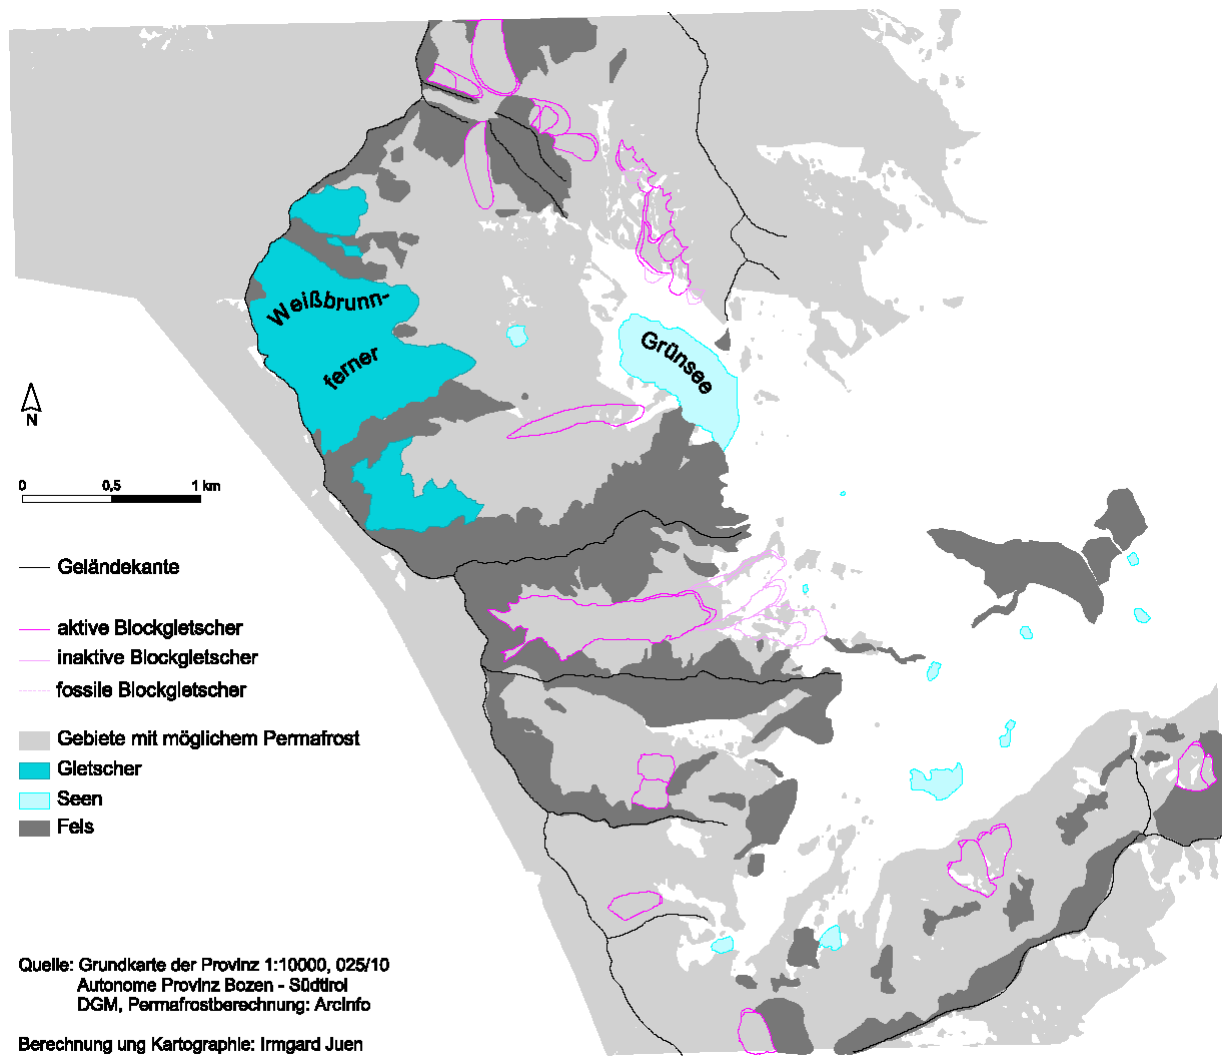 Weißbrunn-
ferner
Grünsee
N
0 0,5 1 km
Geländekante
aktive Blockgletscher
inaktive Blockgletscher
fossile Blockgletscher
Gebiete mit möglichem Permafrost
Gletscher
Seen
Fels
Quelle: Grundkarte der Provinz 1:10000, 025/10
Autonome Provinz Bozen - Südtirol
DGM, Permafrostberechnung: ArcInfo
Berechnung ung Kartographie: Irmgard Juen